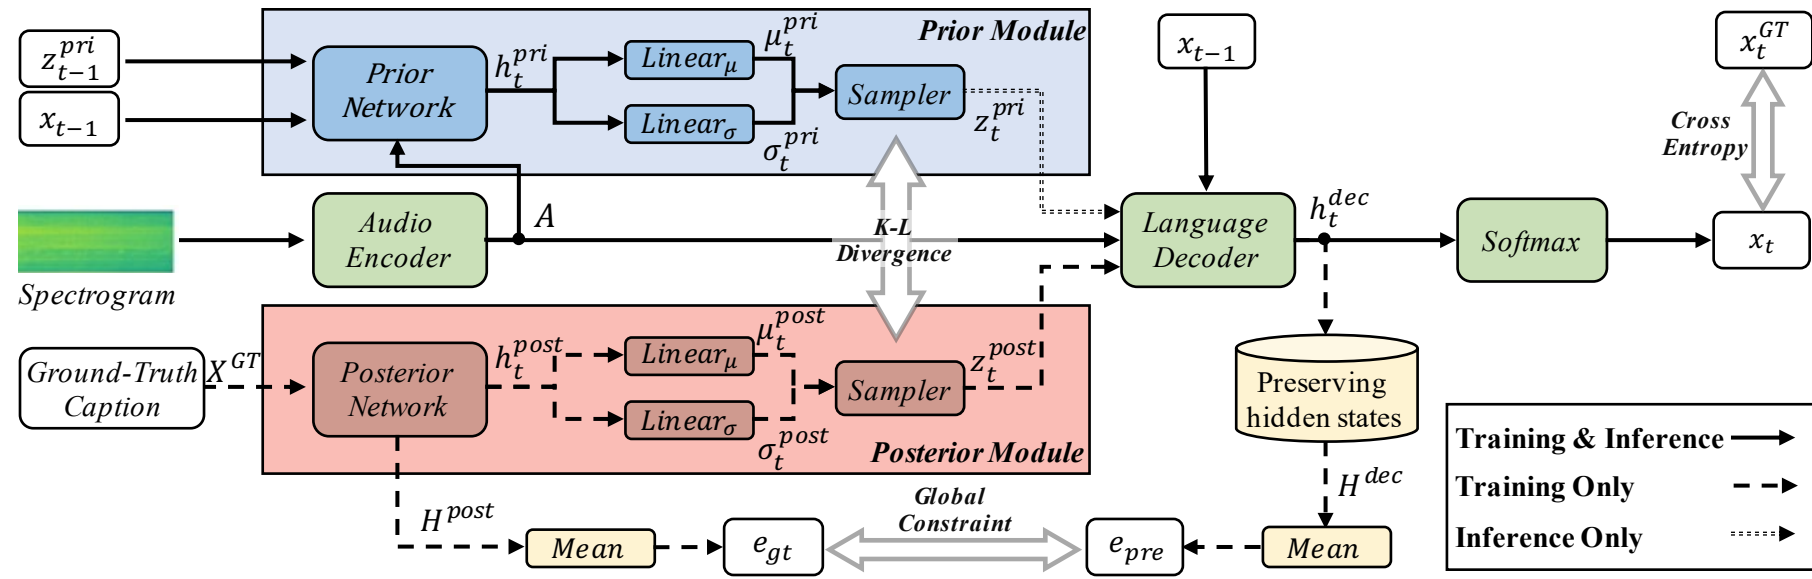 Prior Module
z_{t-1}^{pri}
x_{t-1}
Prior
Network
h_t^{pri}
Linear_μ
μ_t^{pri}
Linear_σ
σ_t^{pri}
Sampler
z_t^{pri}
x_{t-1}
x_t^{GT}
Cross
Entropy
Spectrogram
Audio
Encoder
A
K-L
Divergence
Language
Decoder
h_t^{dec}
Softmax
x_t
Ground-Truth
Caption
X^{GT}
Posterior
Network
h_t^{post}
Linear_μ
μ_t^{post}
Linear_σ
σ_t^{post}
Sampler
z_t^{post}
Posterior Module
Preserving
hidden states
H^{post}
Mean
e_{gt}
Global
Constraint
e_{pre}
Mean
H^{dec}
Training & Inference
Training Only
Inference Only